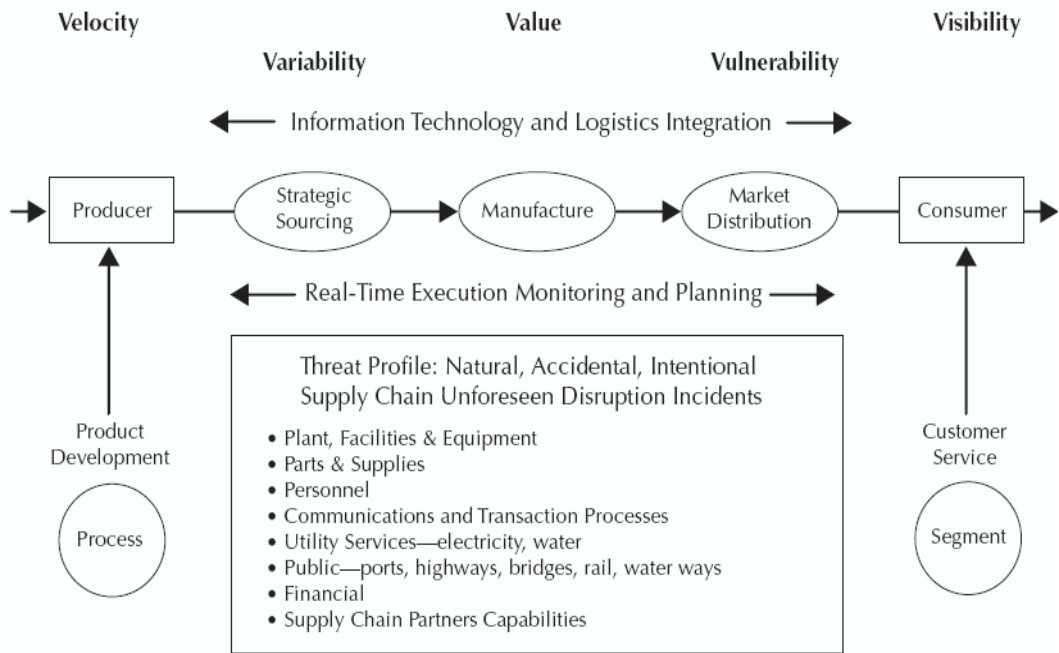 Velocity
Value
Visibility
Variability
Vulnerability
Information Technology and Logistics Integration
Producer
Strategic
Sourcing
Manufacture
Market
Distribution
Consumer
Real-Time Execution Monitoring and Planning
Threat Profile: Natural, Accidental, Intentional
Supply Chain Unforeseen Disruption Incidents
• Plant, Facilities & Equipment
• Parts & Supplies
• Personnel
• Communications and Transaction Processes
• Utility Services—electricity, water
• Public—ports, highways, bridges, rail, water ways
• Financial
• Supply Chain Partners Capabilities
Product
Development
Process
Customer
Service
Segment